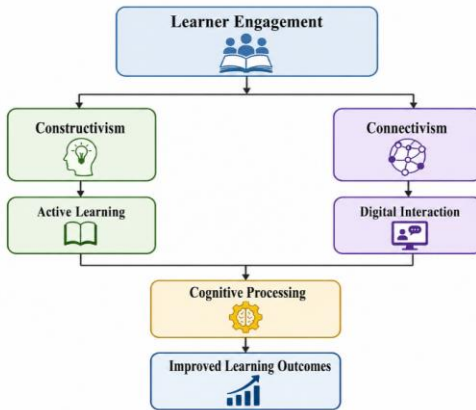 Learner Engagement
Constructivism
Connectivism
Active Learning
Digital Interaction
Cognitive Processing
Improved Learning Outcomes